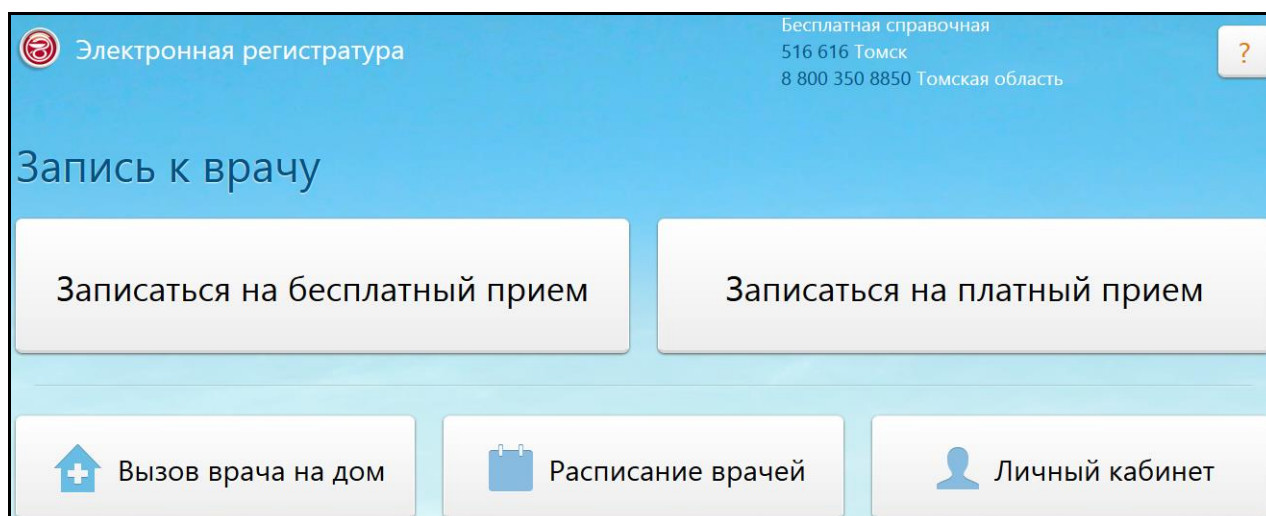 Электронная регистратура
Бесплатная справочная
516 616 Томск
8 800 350 8850 Томская область
?
Запись к врачу
Записаться на бесплатный прием
Записаться на платный прием
Вызов врача на дом
Расписание врачей
Личный кабинет